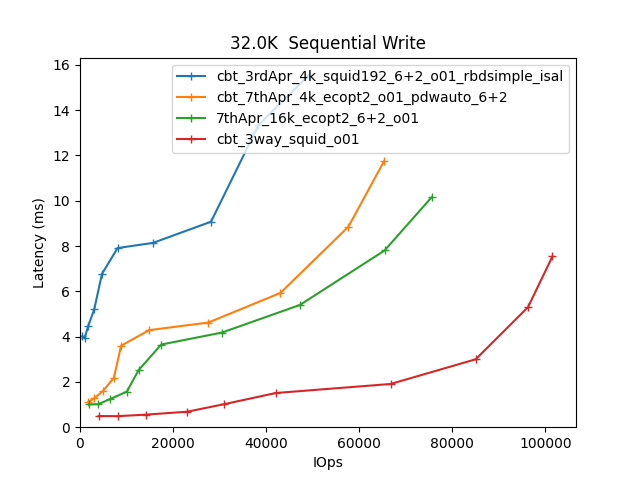 32.0K  Sequential Write
cbt_3rdApr_4k_squid192_6+2_o01_rbdsimple_isal
cbt_7thApr_4k_ecopt2_o01_pdwauto_6+2
7thApr_16k_ecopt2_6+2_o01
cbt_3way_squid_o01
Latency (ms)
16
14
12
10
8
6
4
2
0
0 20000 40000 60000 80000 100000
IOps